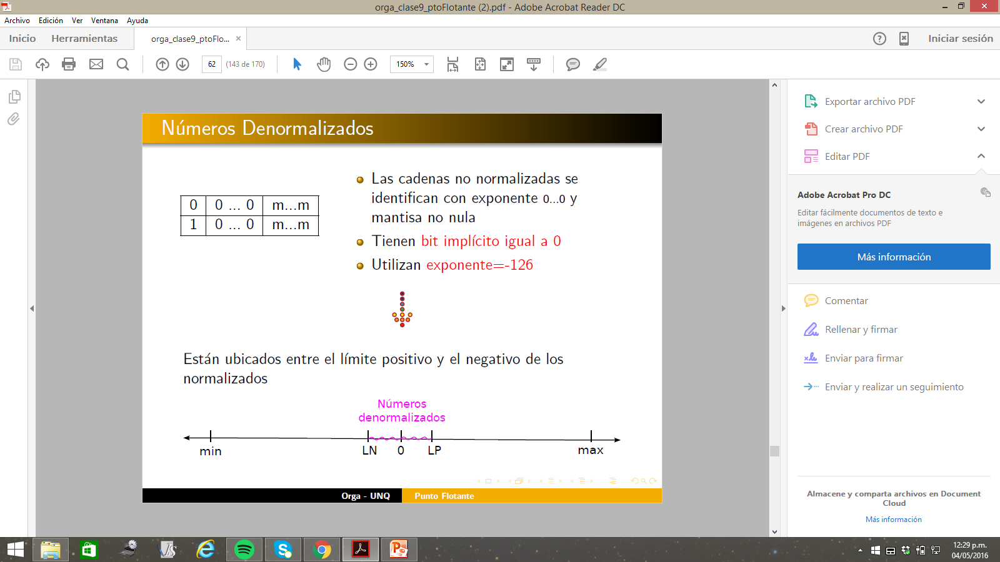 orga_clase9_ptoFlotante (2).pdf - Adobe Acrobat Reader DC
Archivo Edición Ver Ventana Ayuda
Inicio Herramientas orga_clase9_ptoFlo... × Iniciar sesión
62 (143 de 170) 150%
Exportar archivo PDF
Crear archivo PDF
Editar PDF
Adobe Acrobat Pro DC
Editar fácilmente documentos de texto e
imágenes en archivos PDF
Más información
Comentar
Rellenar y firmar
Enviar para firmar
Enviar y realizar un seguimiento
Almacene y comparta archivos en Document
Cloud
Más información
Números Denormalizados
0 0 ... 0 m...m
1 0 ... 0 m...m
Las cadenas no normalizadas se
identifican con exponente 0...0 y
mantisa no nula
Tienen bit implícito igual a 0
Utilizan exponente=-126
Están ubicados entre el límite positivo y el negativo de los
normalizados
Números
denormalizados
min LN 0 LP max
Orga - UNQ Punto Flotante
12:29 p.m.
04/05/2016